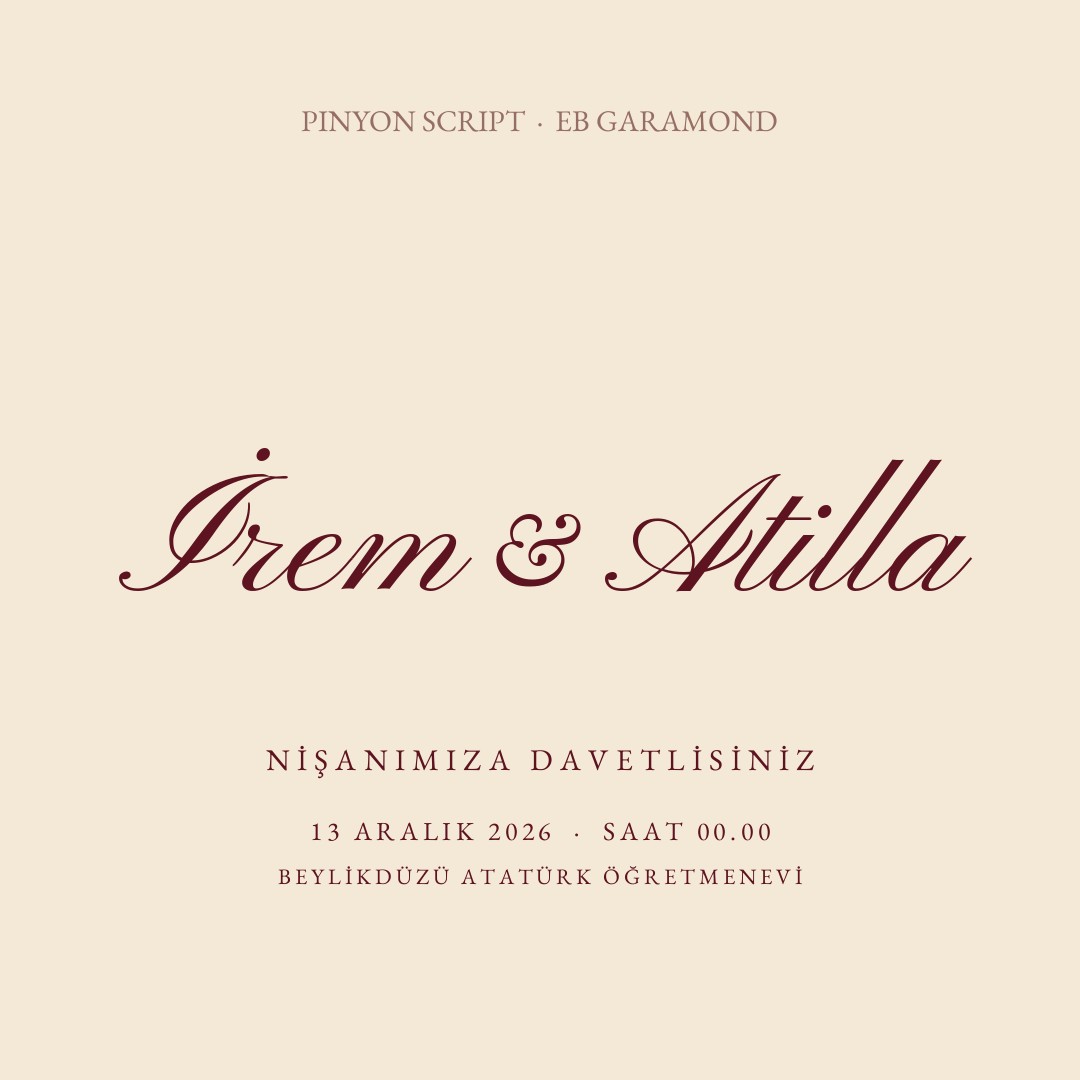 PINYON SCRIPT · EB GARAMOND
İrem & Atilla
NİŞANIMIZA DAVETLİSİNİZ
13 ARALIK 2026 · SAAT 00.00
BEYLİKDÜZÜ ATATÜRK ÖĞRETMENEVİ